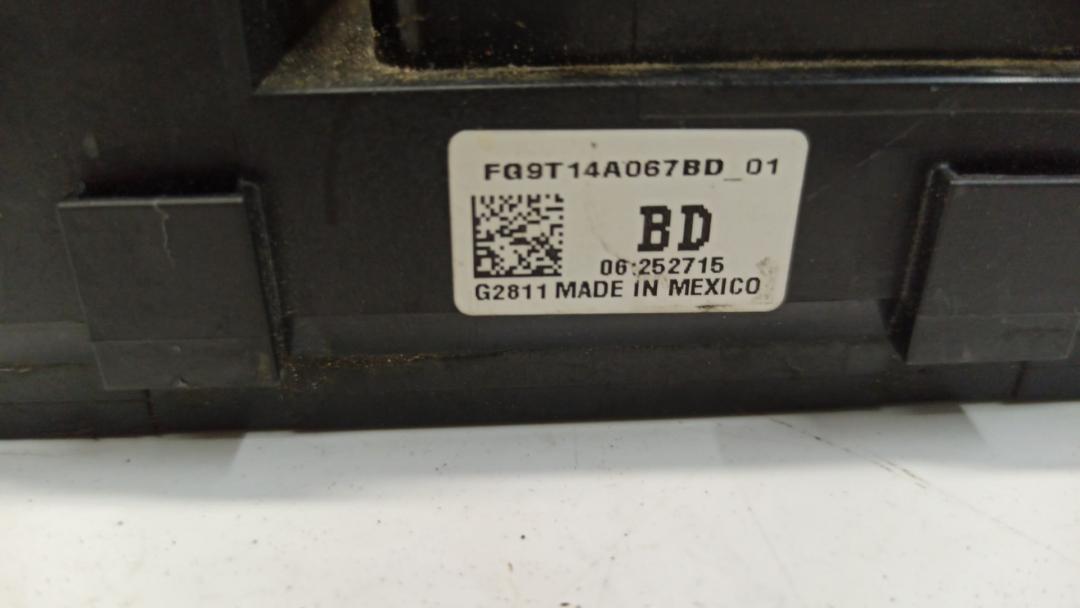 FG9T14A067BD_01
BD
06:252715
G2811 MADE IN MEXICO